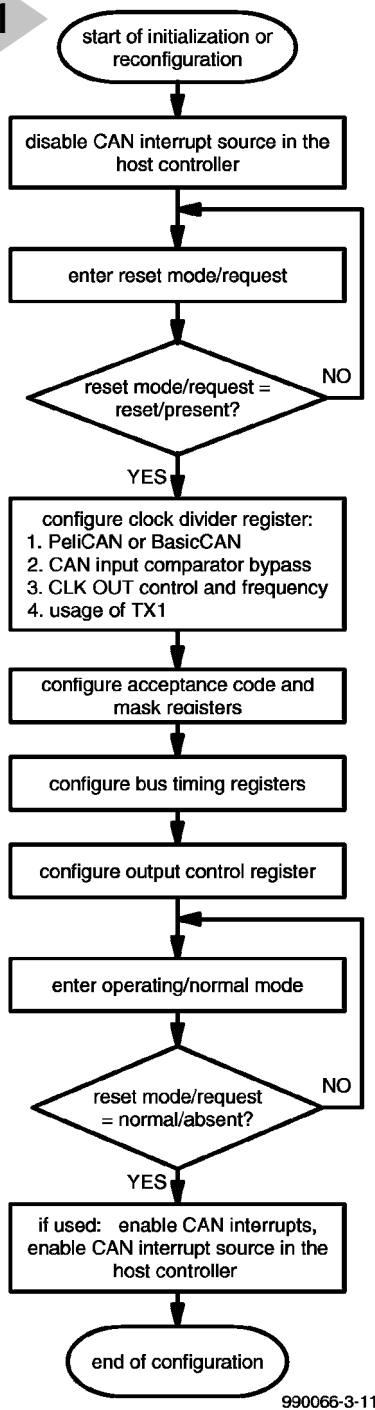 1
start of initialization or
reconfiguration
disable CAN interrupt source in the
host controller
enter reset mode/request
reset mode/request =
reset/present?
NO
YES
configure clock divider register:
1. PeliCAN or BasicCAN
2. CAN input comparator bypass
3. CLK OUT control and frequency
4. usage of TX1
configure acceptance code and
mask registers
configure bus timing registers
configure output control register
enter operating/normal mode
reset mode/request
= normal/absent?
NO
YES
if used: enable CAN interrupts,
enable CAN interrupt source in the
host controller
end of configuration
990066-3-11